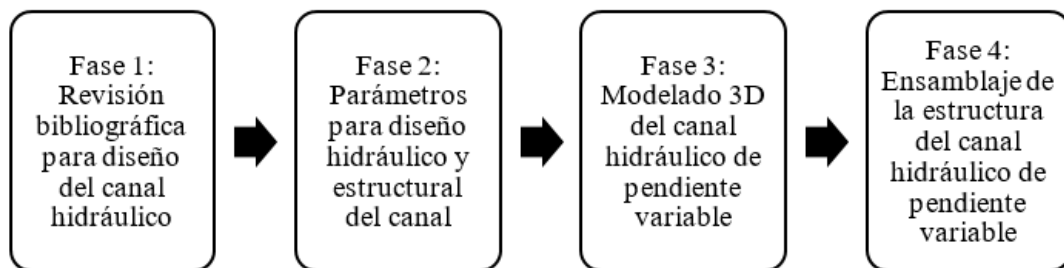 Fase 1:
Revisión
bibliográfica
para diseño
del canal
hidráulico
Fase 2:
Parámetros
para diseño
hidráulico y
estructural
del canal
Fase 3:
Modelado 3D
del canal
hidráulico de
pendiente
variable
Fase 4:
Ensamblaje de
la estructura
del canal
hidráulico de
pendiente
variable